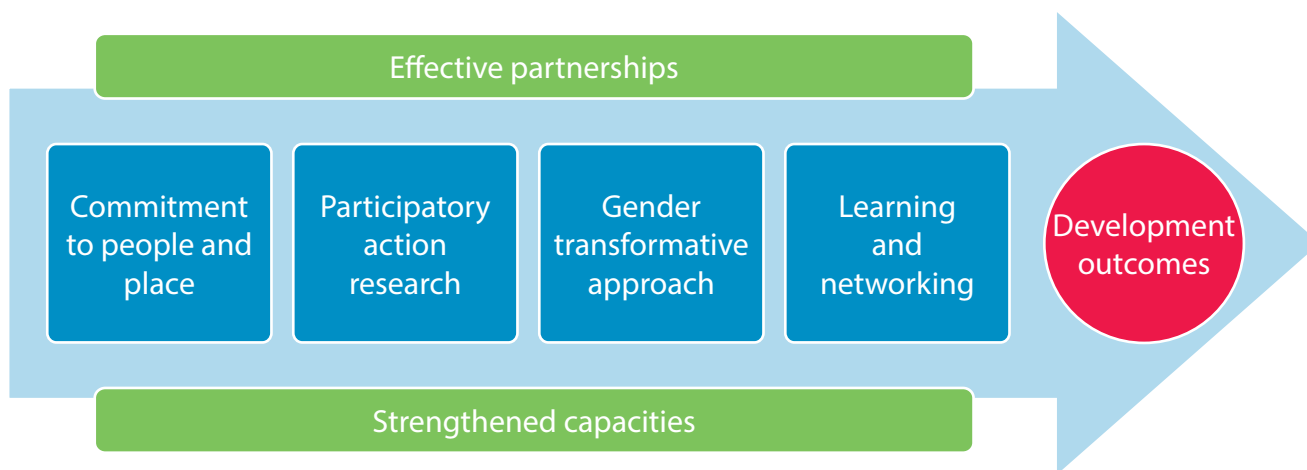 Effective partnerships
Commitment
to people and
place
Participatory
action
research
Gender
transformative
approach
Learning
and
networking
Development
outcomes
Strengthened capacities